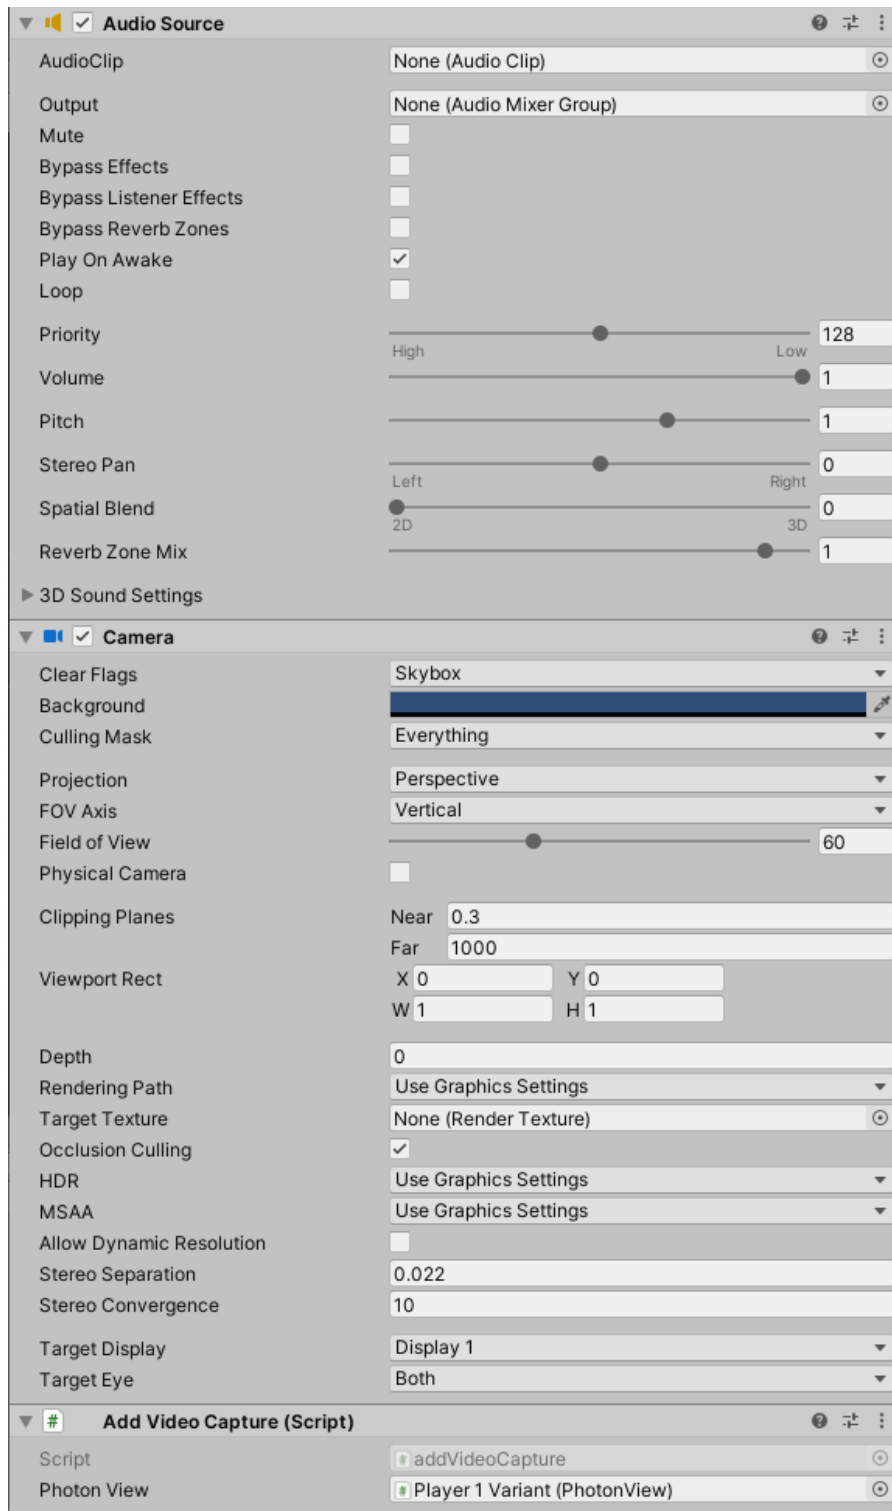 Audio Source
AudioClip None (Audio Clip)
Output None (Audio Mixer Group)
Mute
Bypass Effects
Bypass Listener Effects
Bypass Reverb Zones
Play On Awake
Loop
Priority 128
High Low
Volume 1
Pitch 1
Stereo Pan 0
Left Right
Spatial Blend 0
2D 3D
Reverb Zone Mix 1
3D Sound Settings
Camera
Clear Flags Skybox
Background
Culling Mask Everything
Projection Perspective
FOV Axis Vertical
Field of View 60
Physical Camera
Clipping Planes Near 0.3
Far 1000
Viewport Rect X 0 Y 0
W 1 H 1
Depth 0
Rendering Path Use Graphics Settings
Target Texture None (Render Texture)
Occlusion Culling
HDR Use Graphics Settings
MSAA Use Graphics Settings
Allow Dynamic Resolution
Stereo Separation 0.022
Stereo Convergence 10
Target Display Display 1
Target Eye Both
# Add Video Capture (Script)
Script # addVideoCapture
Photon View # Player 1 Variant (PhotonView)